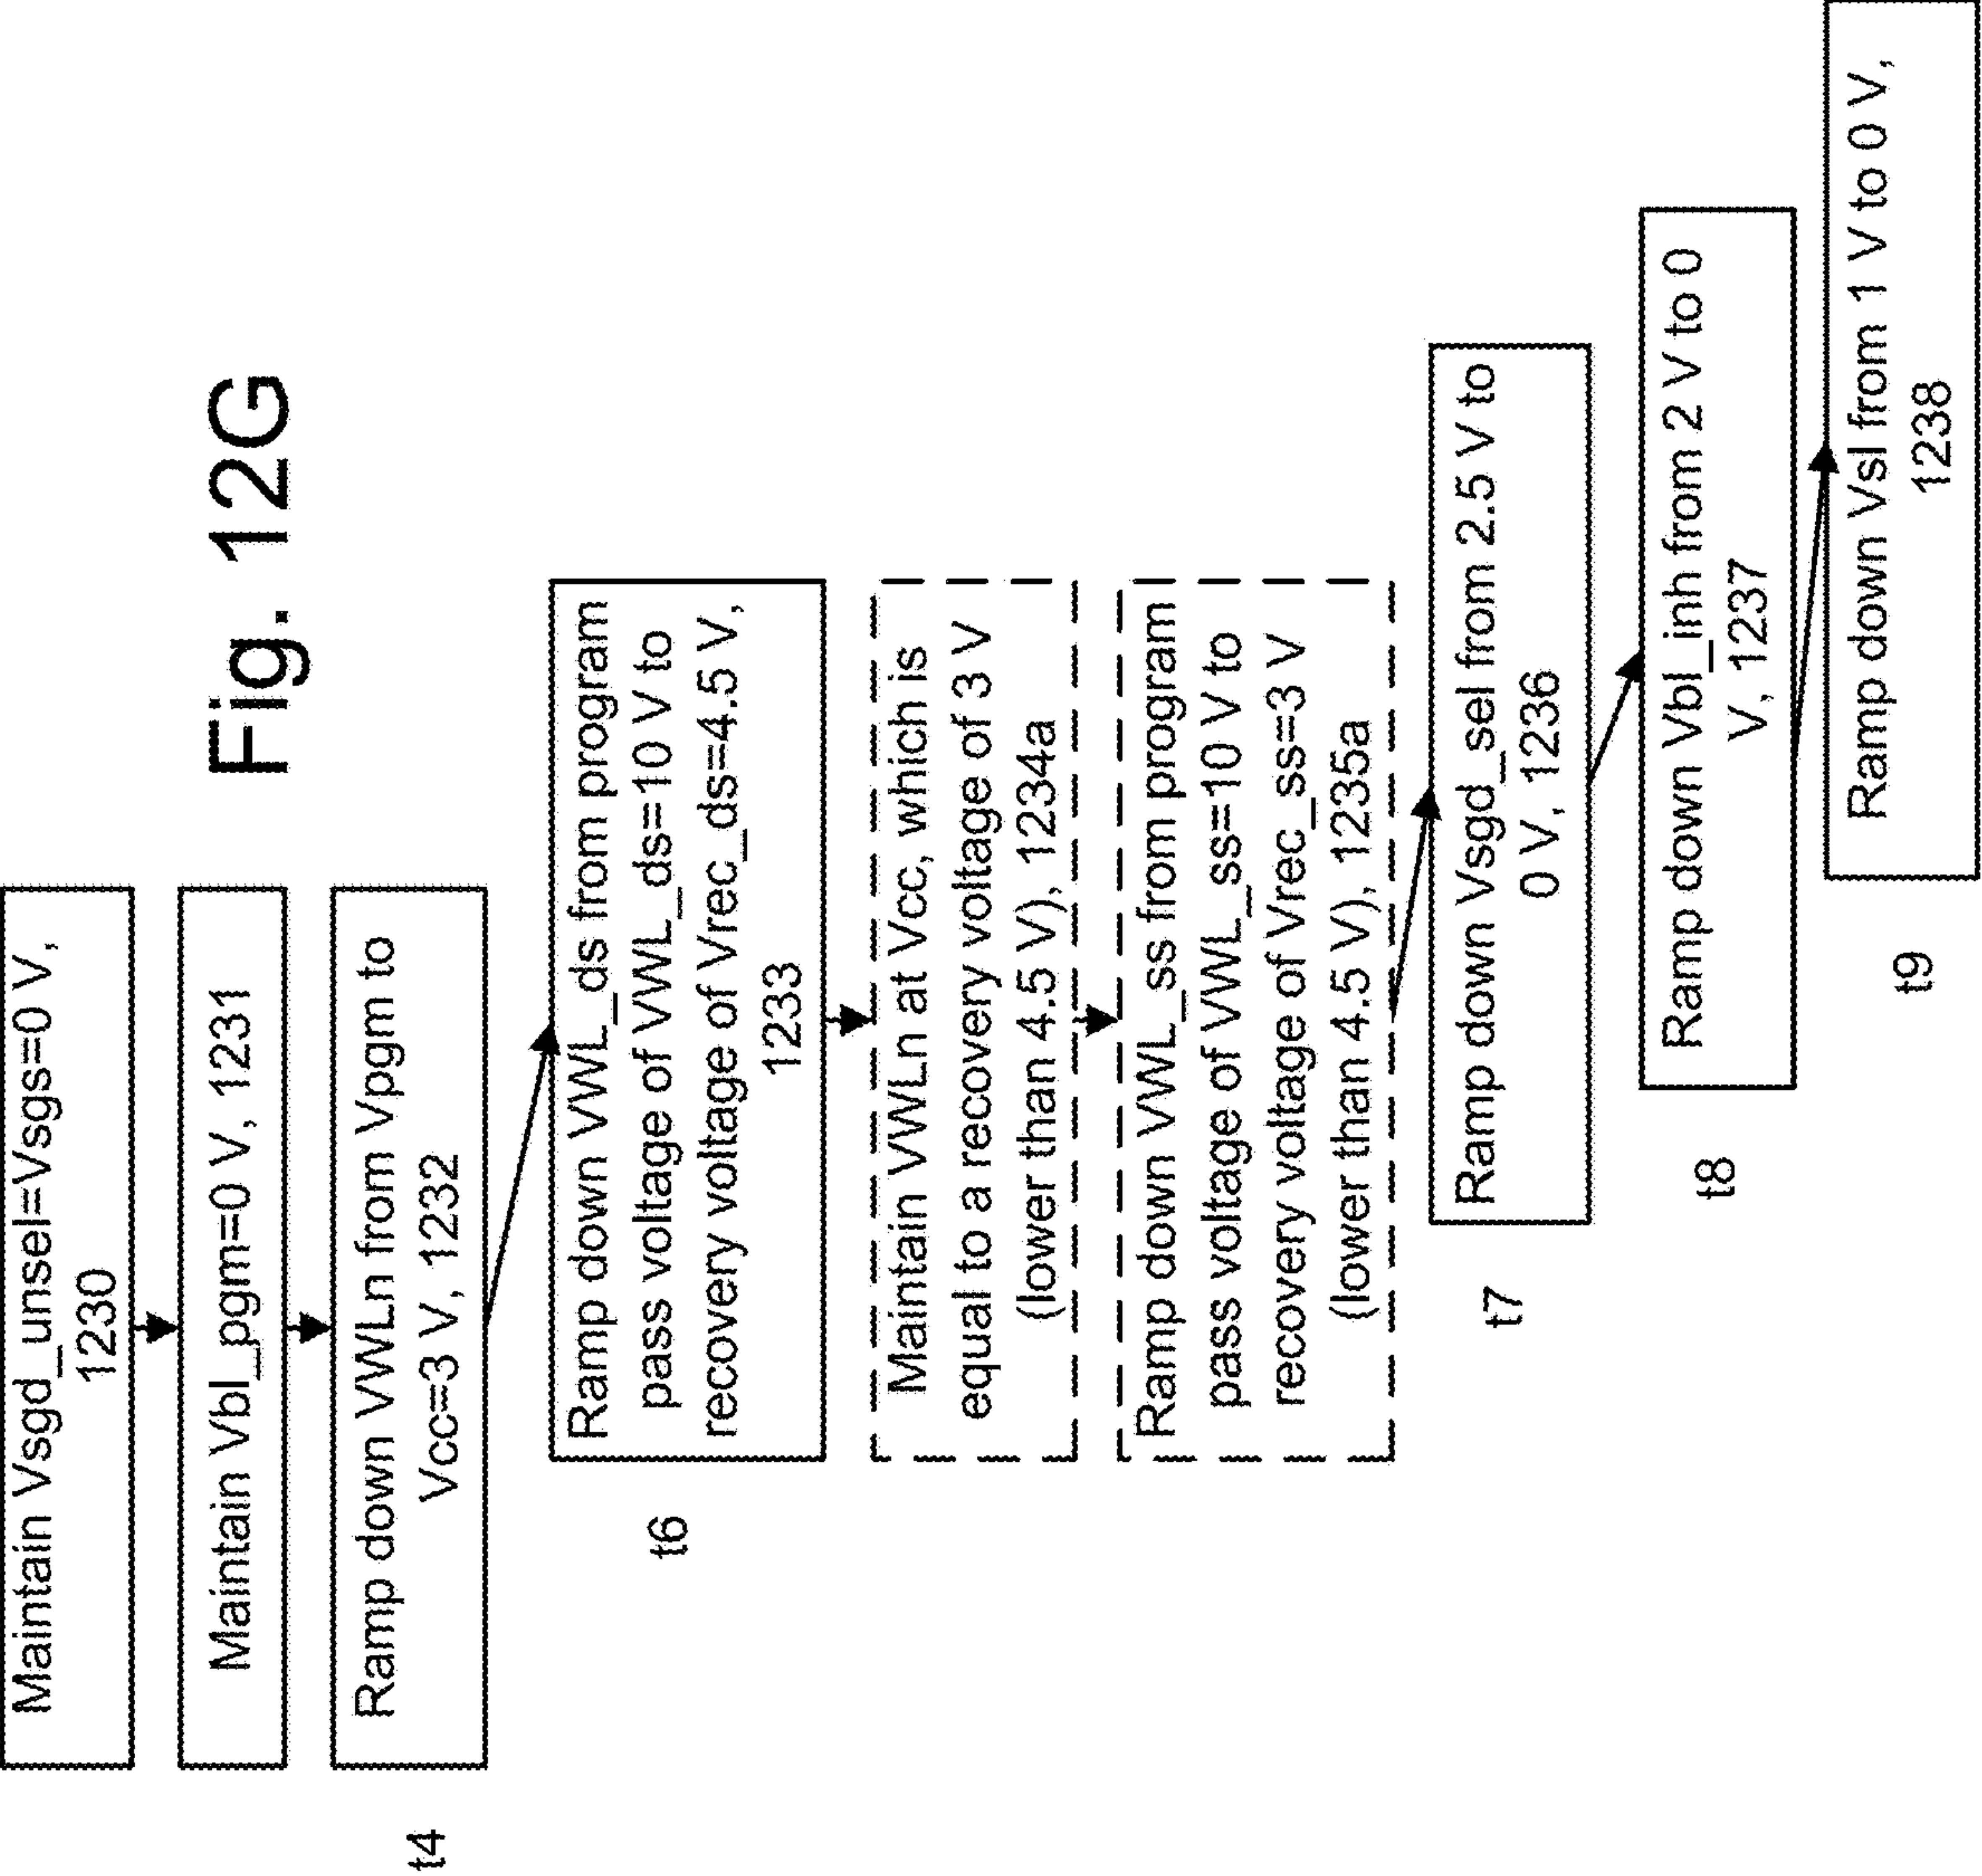 Fig. 12G
Maintain Vsgd_unsel=Vsgs=0 V,
1230
Maintain Vbl_pgm=0 V, 1231
t4
Ramp down VWLn from Vpgm to
Vcc=3 V, 1232
t6
Ramp down VWL_ds from program
pass voltage of VWL_ds=10 V to
recovery voltage of Vrec_ds=4.5 V,
1233
Maintain VWLn at Vcc, which is
equal to a recovery voltage of 3 V
(lower than 4.5 V), 1234a
Ramp down VWL_ss from program
pass voltage of VWL_ss=10 V to
recovery voltage of Vrec_ss=3 V
(lower than 4.5 V), 1235a
t7
Ramp down Vsgd_sel from 2.5 V to
0 V, 1236
t8
Ramp down Vbl_inh from 2 V to 0
V, 1237
t9
Ramp down Vsl from 1 V to 0 V,
1238